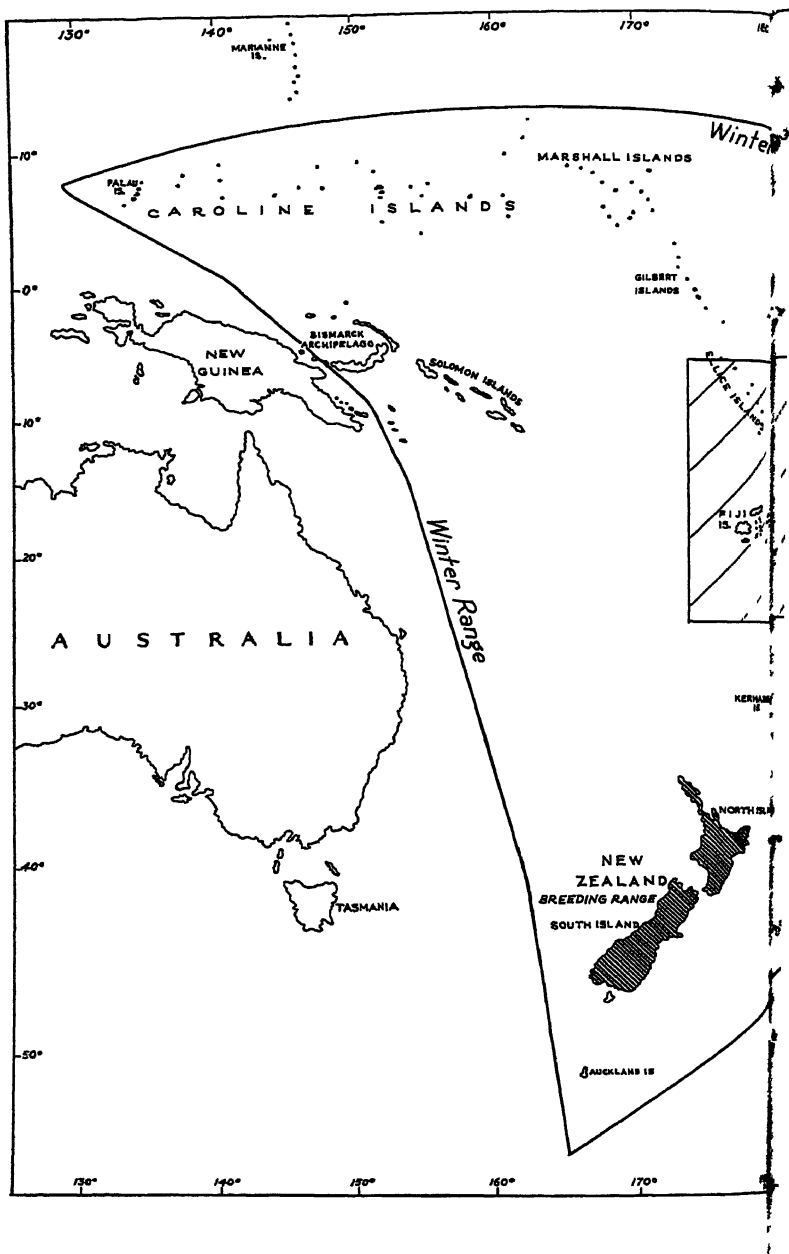 130° 140° 150° 160° 170°
MARIANNE
IS.
Winter
10°
MARSHALL ISLANDS
PALAU
IS.
CAROLINE ISLANDS
GILBERT
ISLANDS
0°
BISMARCK
ARCHIPELAGO
NEW
GUINEA
SOLOMON ISLANDS
ELLICE ISLANDS
10°
FIJI
IS.
Winter Range
20°
AUSTRALIA
30°
NORTH
40°
NEW
ZEALAND
BREEDING RANGE
SOUTH ISLAND
TASMANIA
50°
AUCKLAND IS
130° 140° 150° 160° 170°